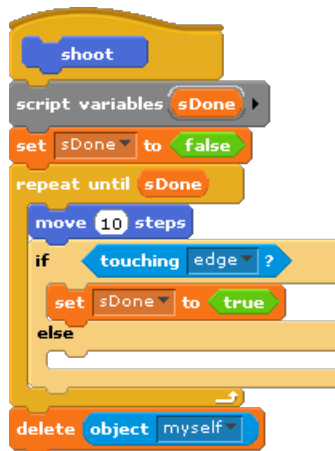 shoot
script variables sDone
set sDone to false
repeat until sDone
move 10 steps
if touching edge ?
set sDone to true
else
delete object myself